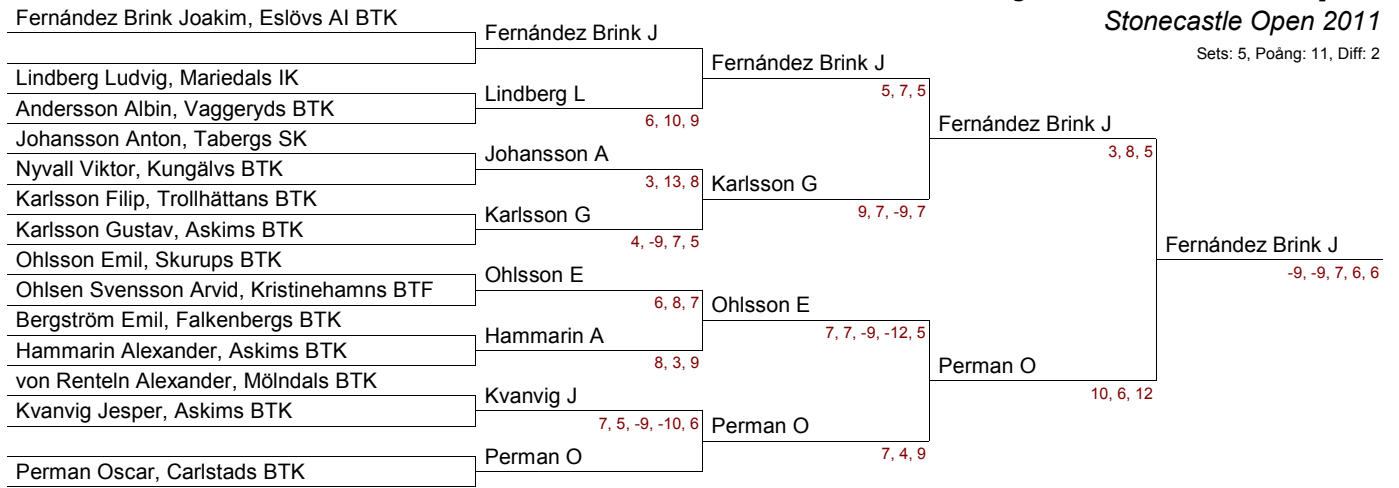 Stonecastle Open 2011
Sets: 5, Poäng: 11, Diff: 2
Fernández Brink Joakim, Eslövs AI BTK
Lindberg Ludvig, Mariedals IK
Andersson Albin, Vaggeryds BTK
Johansson Anton, Tabergs SK
Nyvall Viktor, Kungälvs BTK
Karlsson Filip, Trollhättans BTK
Karlsson Gustav, Askims BTK
Ohlsson Emil, Skurups BTK
Ohlsen Svensson Arvid, Kristinehamns BTF
Bergström Emil, Falkenbergs BTK
Hammarin Alexander, Askims BTK
von Renteln Alexander, Mölndals BTK
Kvanvig Jesper, Askims BTK
Perman Oscar, Carlstads BTK
Fernández Brink J
Lindberg L
6, 10, 9
Johansson A
3, 13, 8
Karlsson G
4, -9, 7, 5
Ohlsson E
6, 8, 7
Hammarin A
8, 3, 9
Kvanvig J
7, 5, -9, -10, 6
Perman O
Fernández Brink J
5, 7, 5
Karlsson G
9, 7, -9, 7
Ohlsson E
7, 7, -9, -12, 5
Perman O
7, 4, 9
Fernández Brink J
3, 8, 5
Perman O
10, 6, 12
Fernández Brink J
-9, -9, 7, 6, 6